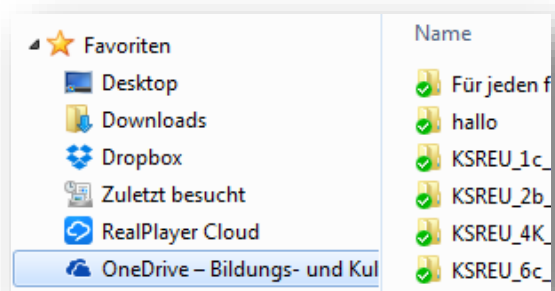 Favoriten
Desktop
Downloads
Dropbox
Zuletzt besucht
RealPlayer Cloud
OneDrive – Bildungs- und Kul
Name
Für jeden f
hallo
KSREU_1c_
KSREU_2b_
KSREU_4K_
KSREU_6c_